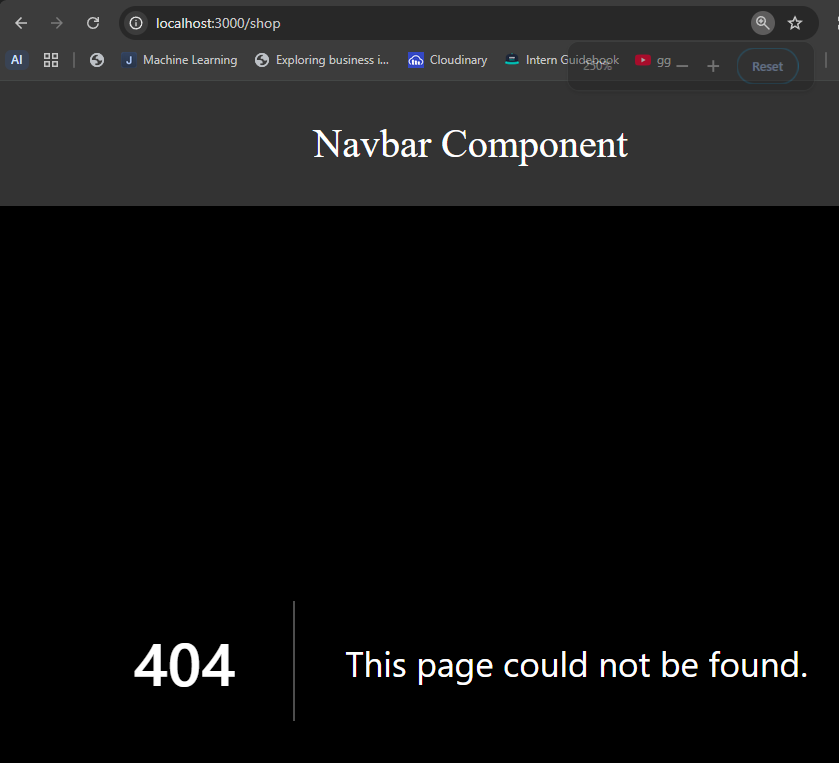 localhost:3000/shop
AI
J Machine Learning
Exploring business i...
Cloudinary
Intern Guidebook
gg
250%
Reset
Navbar Component
404
This page could not be found.